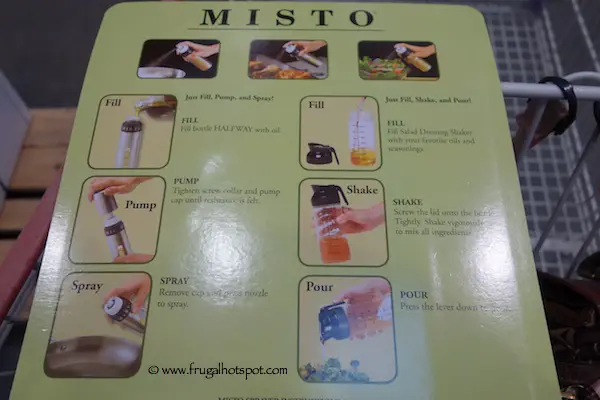 MISTO
Just Fill, Pump, and Spray!
Fill
FILL
Fill bottle HALFWAY with oil.
Pump
PUMP
Tighten screw-collar and pump
cap until resistance is felt.
Spray
SPRAY
Remove cap and press nozzle
to spray.
Just Fill, Shake, and Pour!
Fill
FILL
Fill Salad Dressing Shaker
with your favorite oils and
seasonings.
Shake
SHAKE
Screw the lid onto the
Tightly. Shake vigorously
to mix all ingredients
Pour
POUR
Press the lever down to
© www.frugalhotspot.com